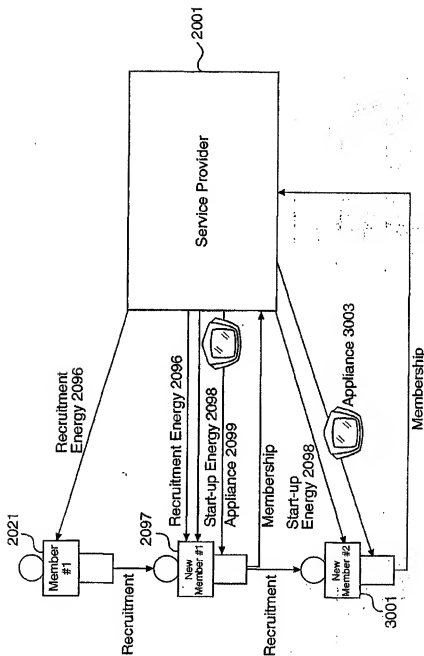 2001
Service Provider
Recruitment
Energy 2096
2021
Member
#1
Recruitment
Recruitment Energy 2096
Start-up Energy 2098
Appliance 2099
Membership
2097
New
Member #1
Recruitment
Start-up
Energy 2098
Appliance 3003
New
Member #2
3001
Membership